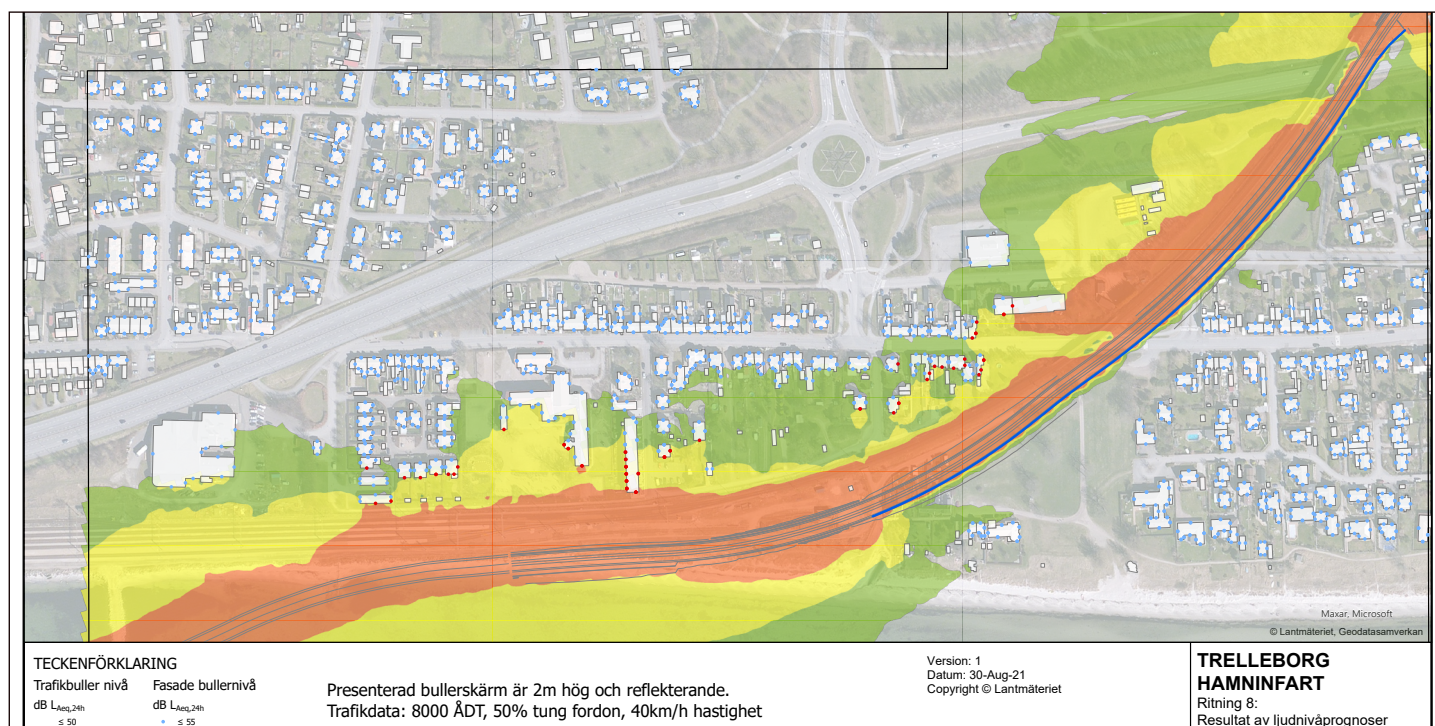 Maxar, Microsoft
© Lantmäteriet, Geodatasamverkan
TECKENFÖRKLARING
Trafikbuller nivå
dB LAeq,24h
≤ 50
Fasade bullernivå
dB LAeq,24h
≤ 55
Presenterad bullerskärm är 2m hög och reflekterande.
Trafikdata: 8000 ÅDT, 50% tung fordon, 40km/h hastighet
Version: 1
Datum: 30-Aug-21
Copyright © Lantmäteriet
TRELLEBORG
HAMNINFART
Ritning 8:
Resultat av ljudnivåprognoser